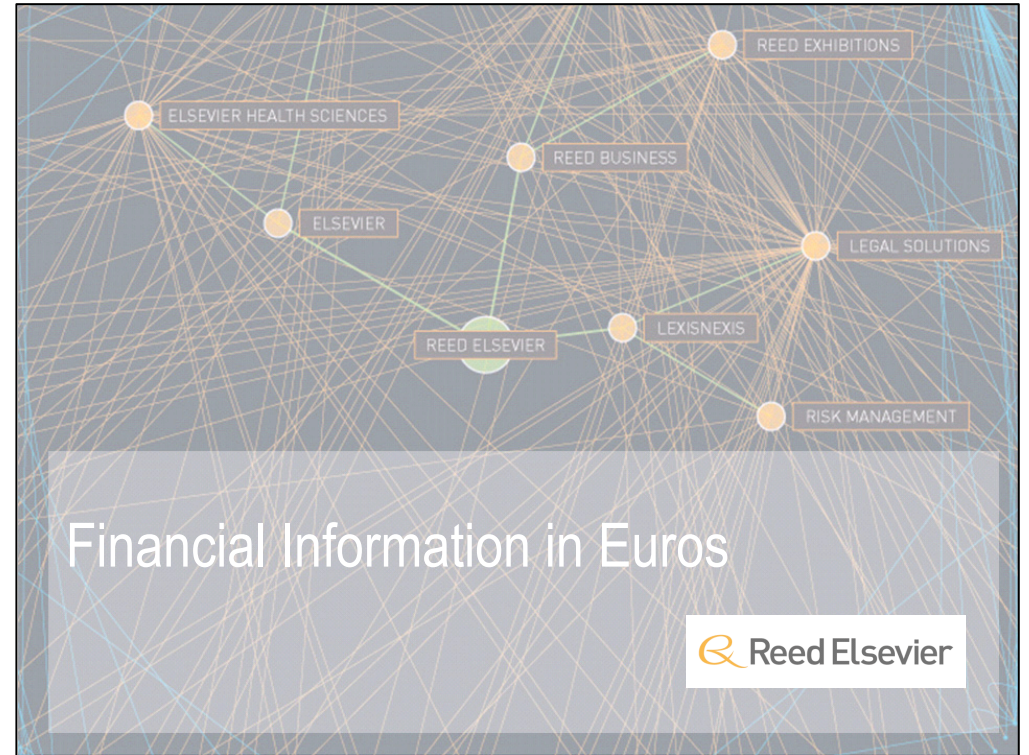 REED EXHIBITIONS
ELSEVIER HEALTH SCIENCES
REED BUSINESS
ELSEVIER
LEGAL SOLUTIONS
LEXISNEXIS
REED ELSEVIER
RISK MANAGEMENT
Financial Information in Euros
Reed Elsevier